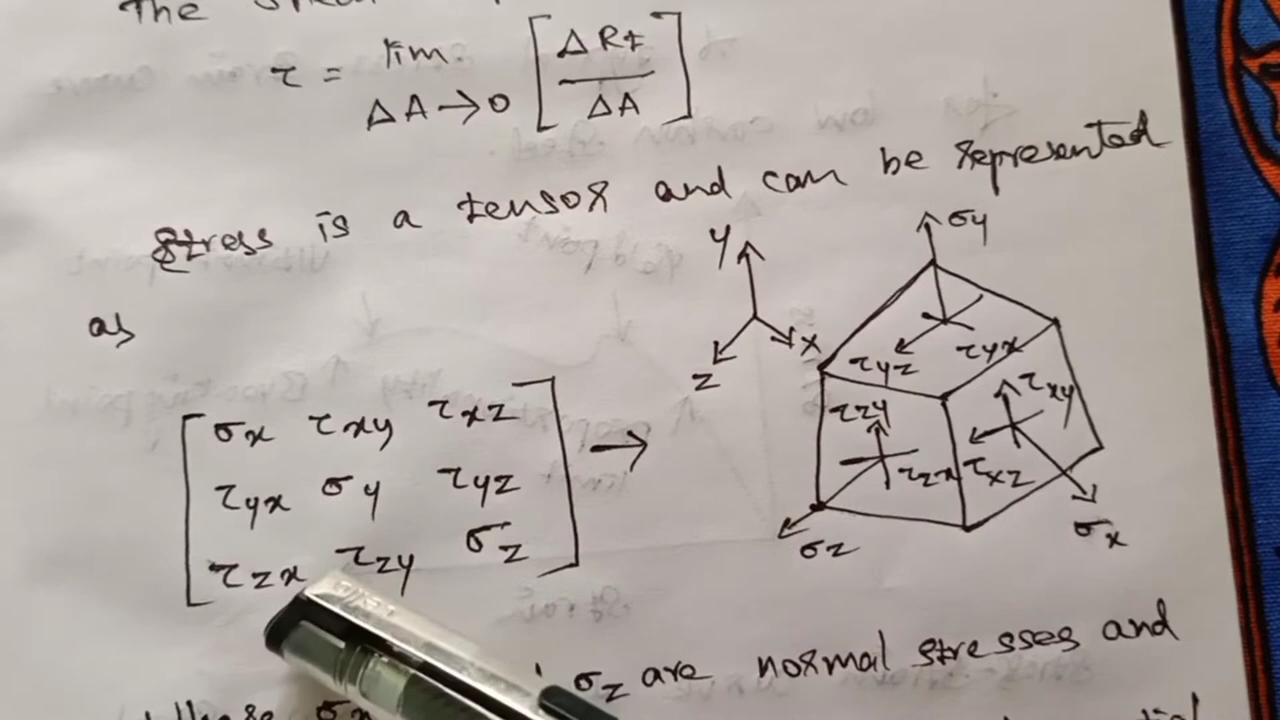 The
τ = lim ΔA→0 [ΔRt / ΔA]
Stress is a tensor and can be represented
as
[σx τxy τxz
τyx σy τyz
τzx τzy σz] →
y
x
z
σy
τyz τyx
τzy τxy
τzx τxz
σz σx
σz are normal stresses and